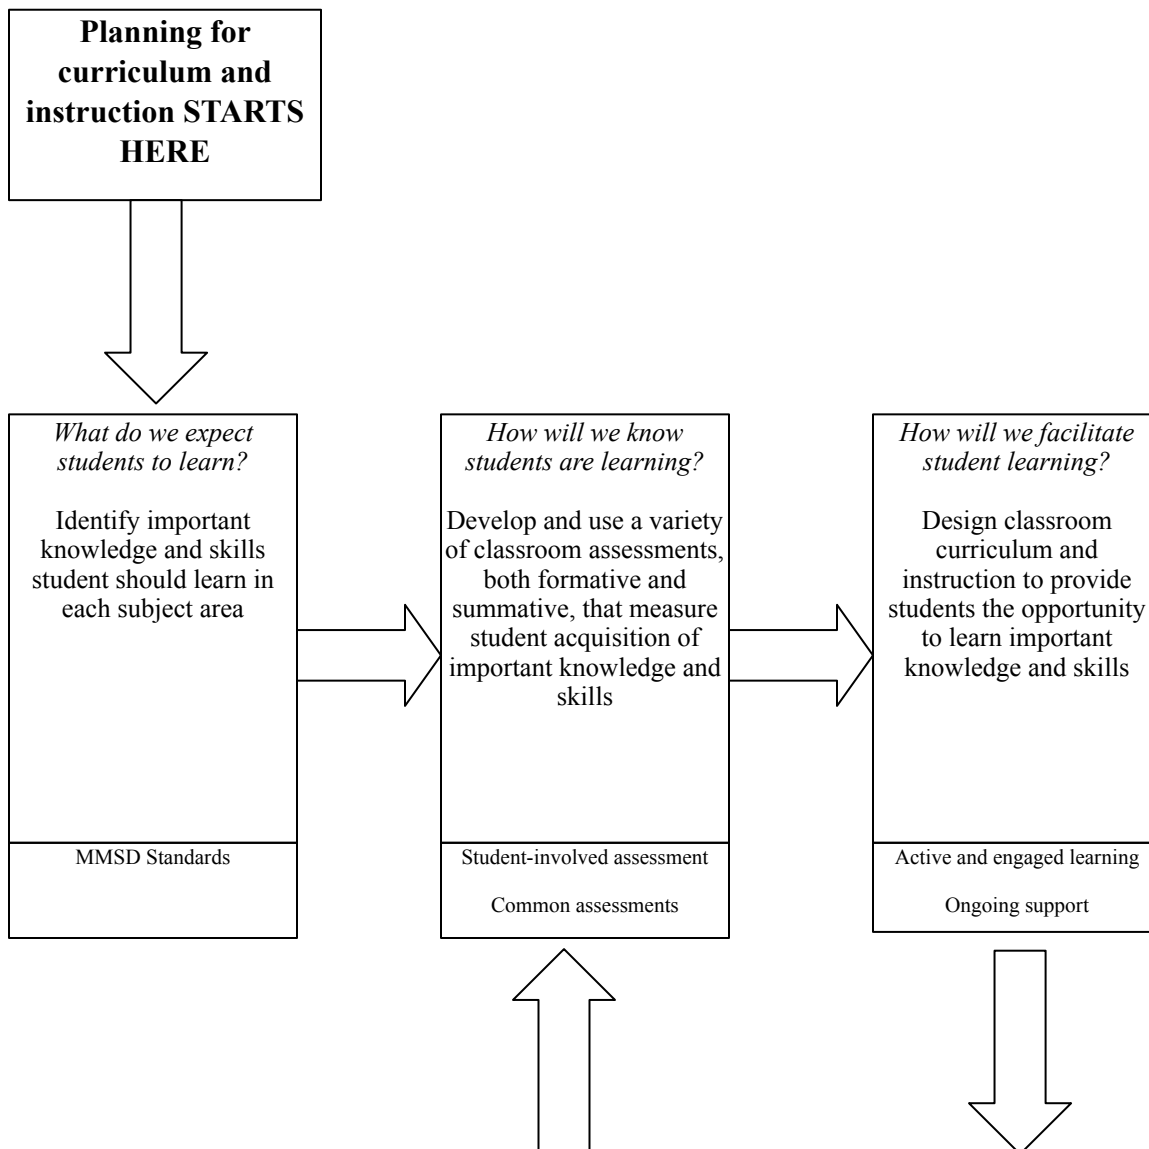 Planning for
curriculum and
instruction STARTS
HERE
What do we expect
students to learn?
Identify important
knowledge and skills
student should learn in
each subject area
MMSD Standards
How will we know
students are learning?
Develop and use a variety
of classroom assessments,
both formative and
summative, that measure
student acquisition of
important knowledge and
skills
Student-involved assessment
Common assessments
How will we facilitate
student learning?
Design classroom
curriculum and
instruction to provide
students the opportunity
to learn important
knowledge and skills
Active and engaged learning
Ongoing support